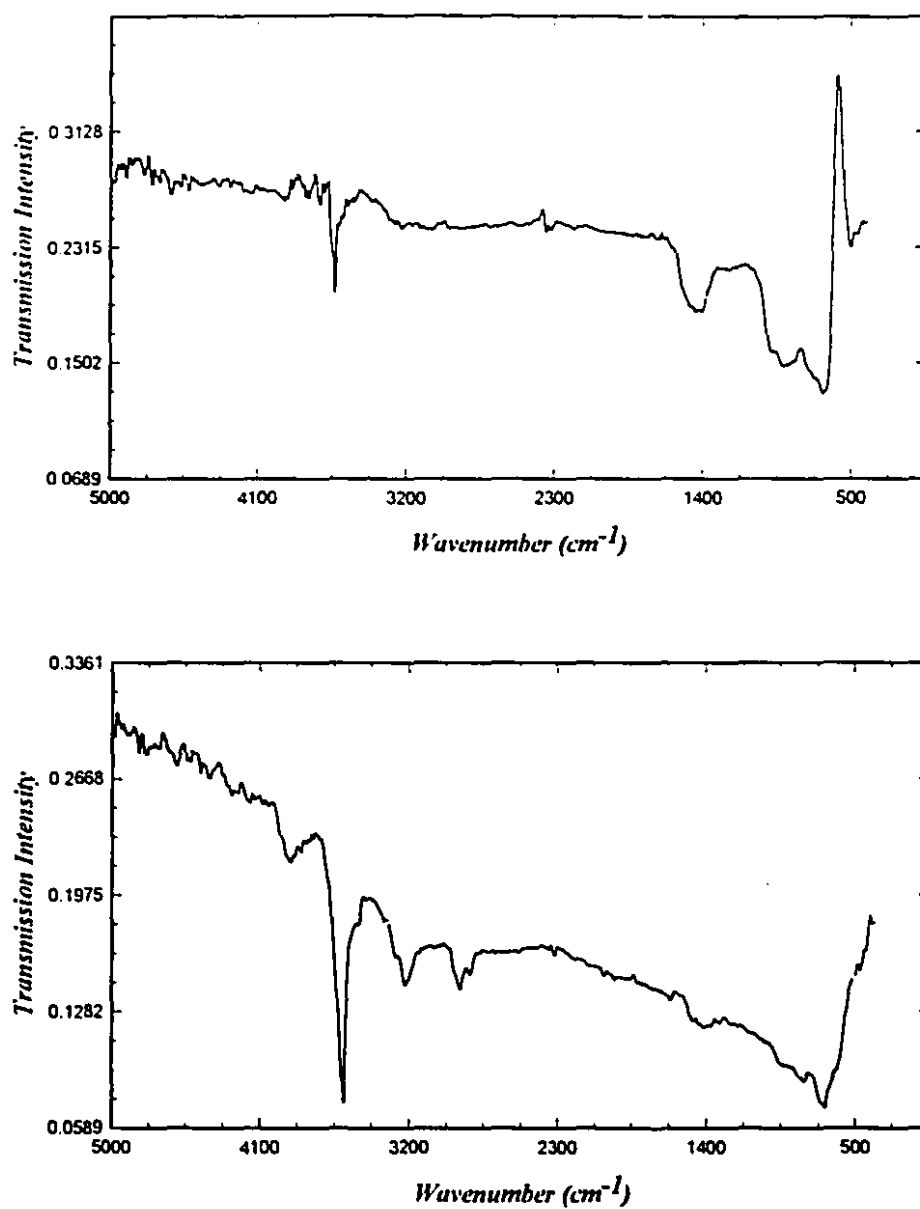 Transmission Intensity
0.3128
0.2315
0.1502
0.0689
5000 4100 3200 2300 1400 500
Wavenumber (cm-1)
Transmission Intensity
0.3361
0.2668
0.1975
0.1282
0.0589
5000 4100 3200 2300 1400 500
Wavenumber (cm-1)